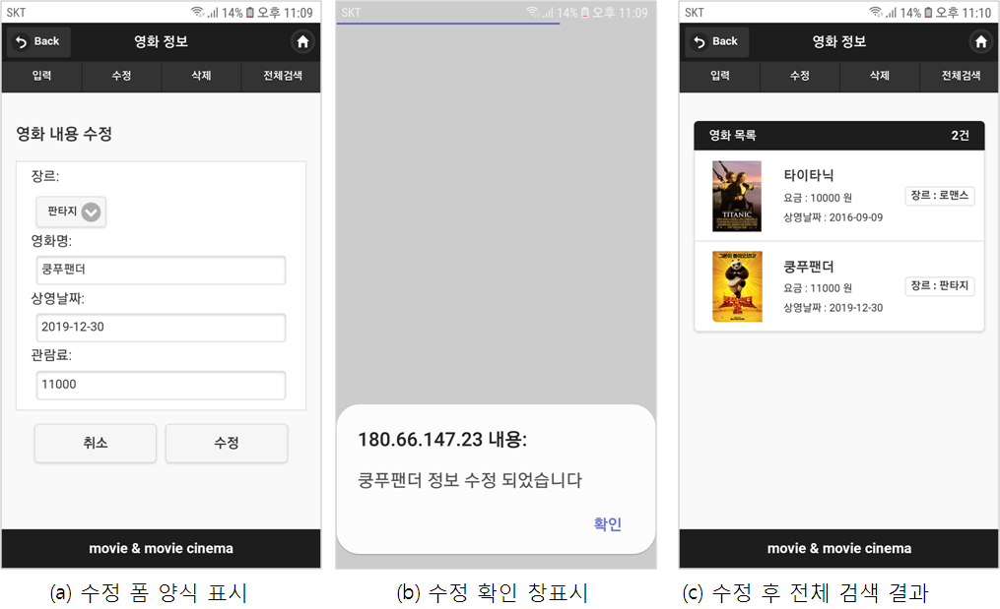 SKT 14% 오후 11:09
Back 영화 정보
입력 수정 삭제 전체검색
영화 내용 수정
장르:
판타지
영화명:
쿵푸팬더
상영날짜:
2019-12-30
관람료:
11000
취소 수정
movie & movie cinema
(a) 수정 폼 양식 표시
SKT 14% 오후 11:09
180.66.147.23 내용:
쿵푸팬더 정보 수정 되었습니다
확인
(b) 수정 확인 창표시
SKT 14% 오후 11:10
Back 영화 정보
입력 수정 삭제 전체검색
영화 목록 2건
TITANIC
타이타닉
요금 : 10000 원
상영날짜 : 2016-09-09
장르 : 로맨스
쿵푸팬더
요금 : 11000 원
상영날짜 : 2019-12-30
장르 : 판타지
movie & movie cinema
(c) 수정 후 전체 검색 결과